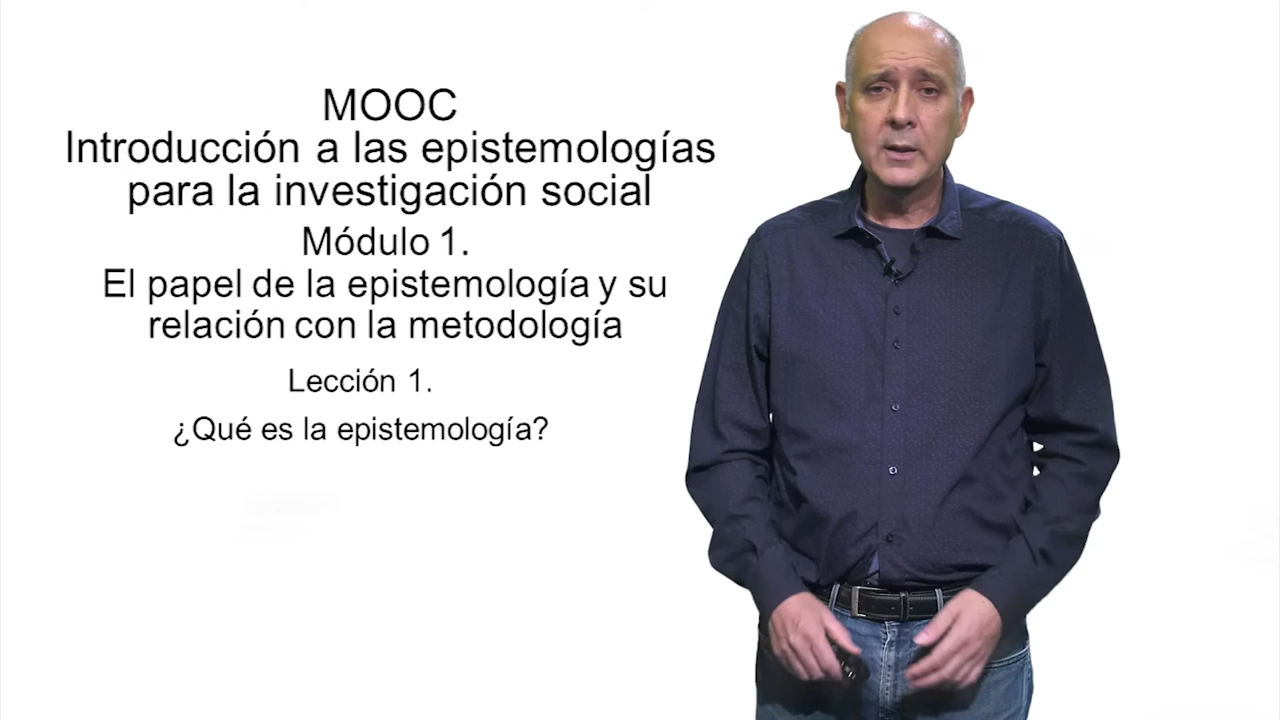 MOOC
Introducción a las epistemologías
para la investigación social
Módulo 1.
El papel de la epistemología y su
relación con la metodología
Lección 1.
¿Qué es la epistemología?